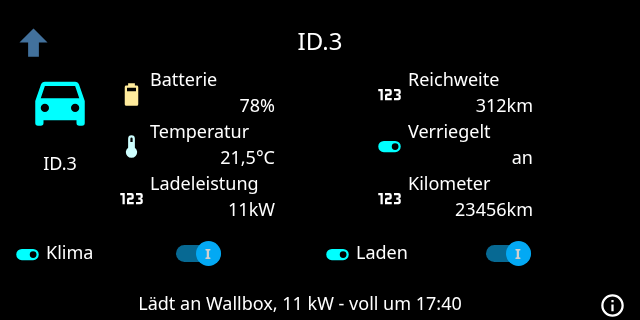 ID.3
Batterie
78%
Reichweite
312km
Temperatur
21,5°C
Verriegelt
an
ID.3
Ladeleistung
11kW
Kilometer
23456km
Klima
Laden
Lädt an Wallbox, 11 kW - voll um 17:40